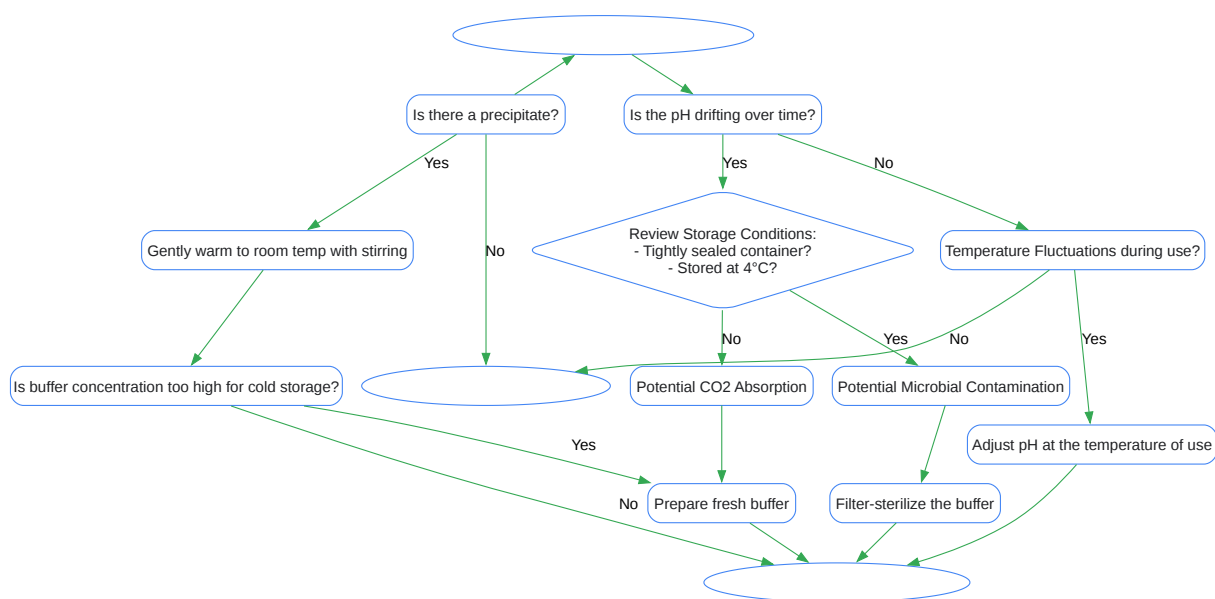 Is there a precipitate?
Is the pH drifting over time?
Yes
Yes
No
Gently warm to room temp with stirring
No
Review Storage Conditions:
- Tightly sealed container?
- Stored at 4°C?
Temperature Fluctuations during use?
No
Yes
No
Yes
Is buffer concentration too high for cold storage?
Potential CO2 Absorption
Potential Microbial Contamination
Yes
Adjust pH at the temperature of use
No
Prepare fresh buffer
Filter-sterilize the buffer